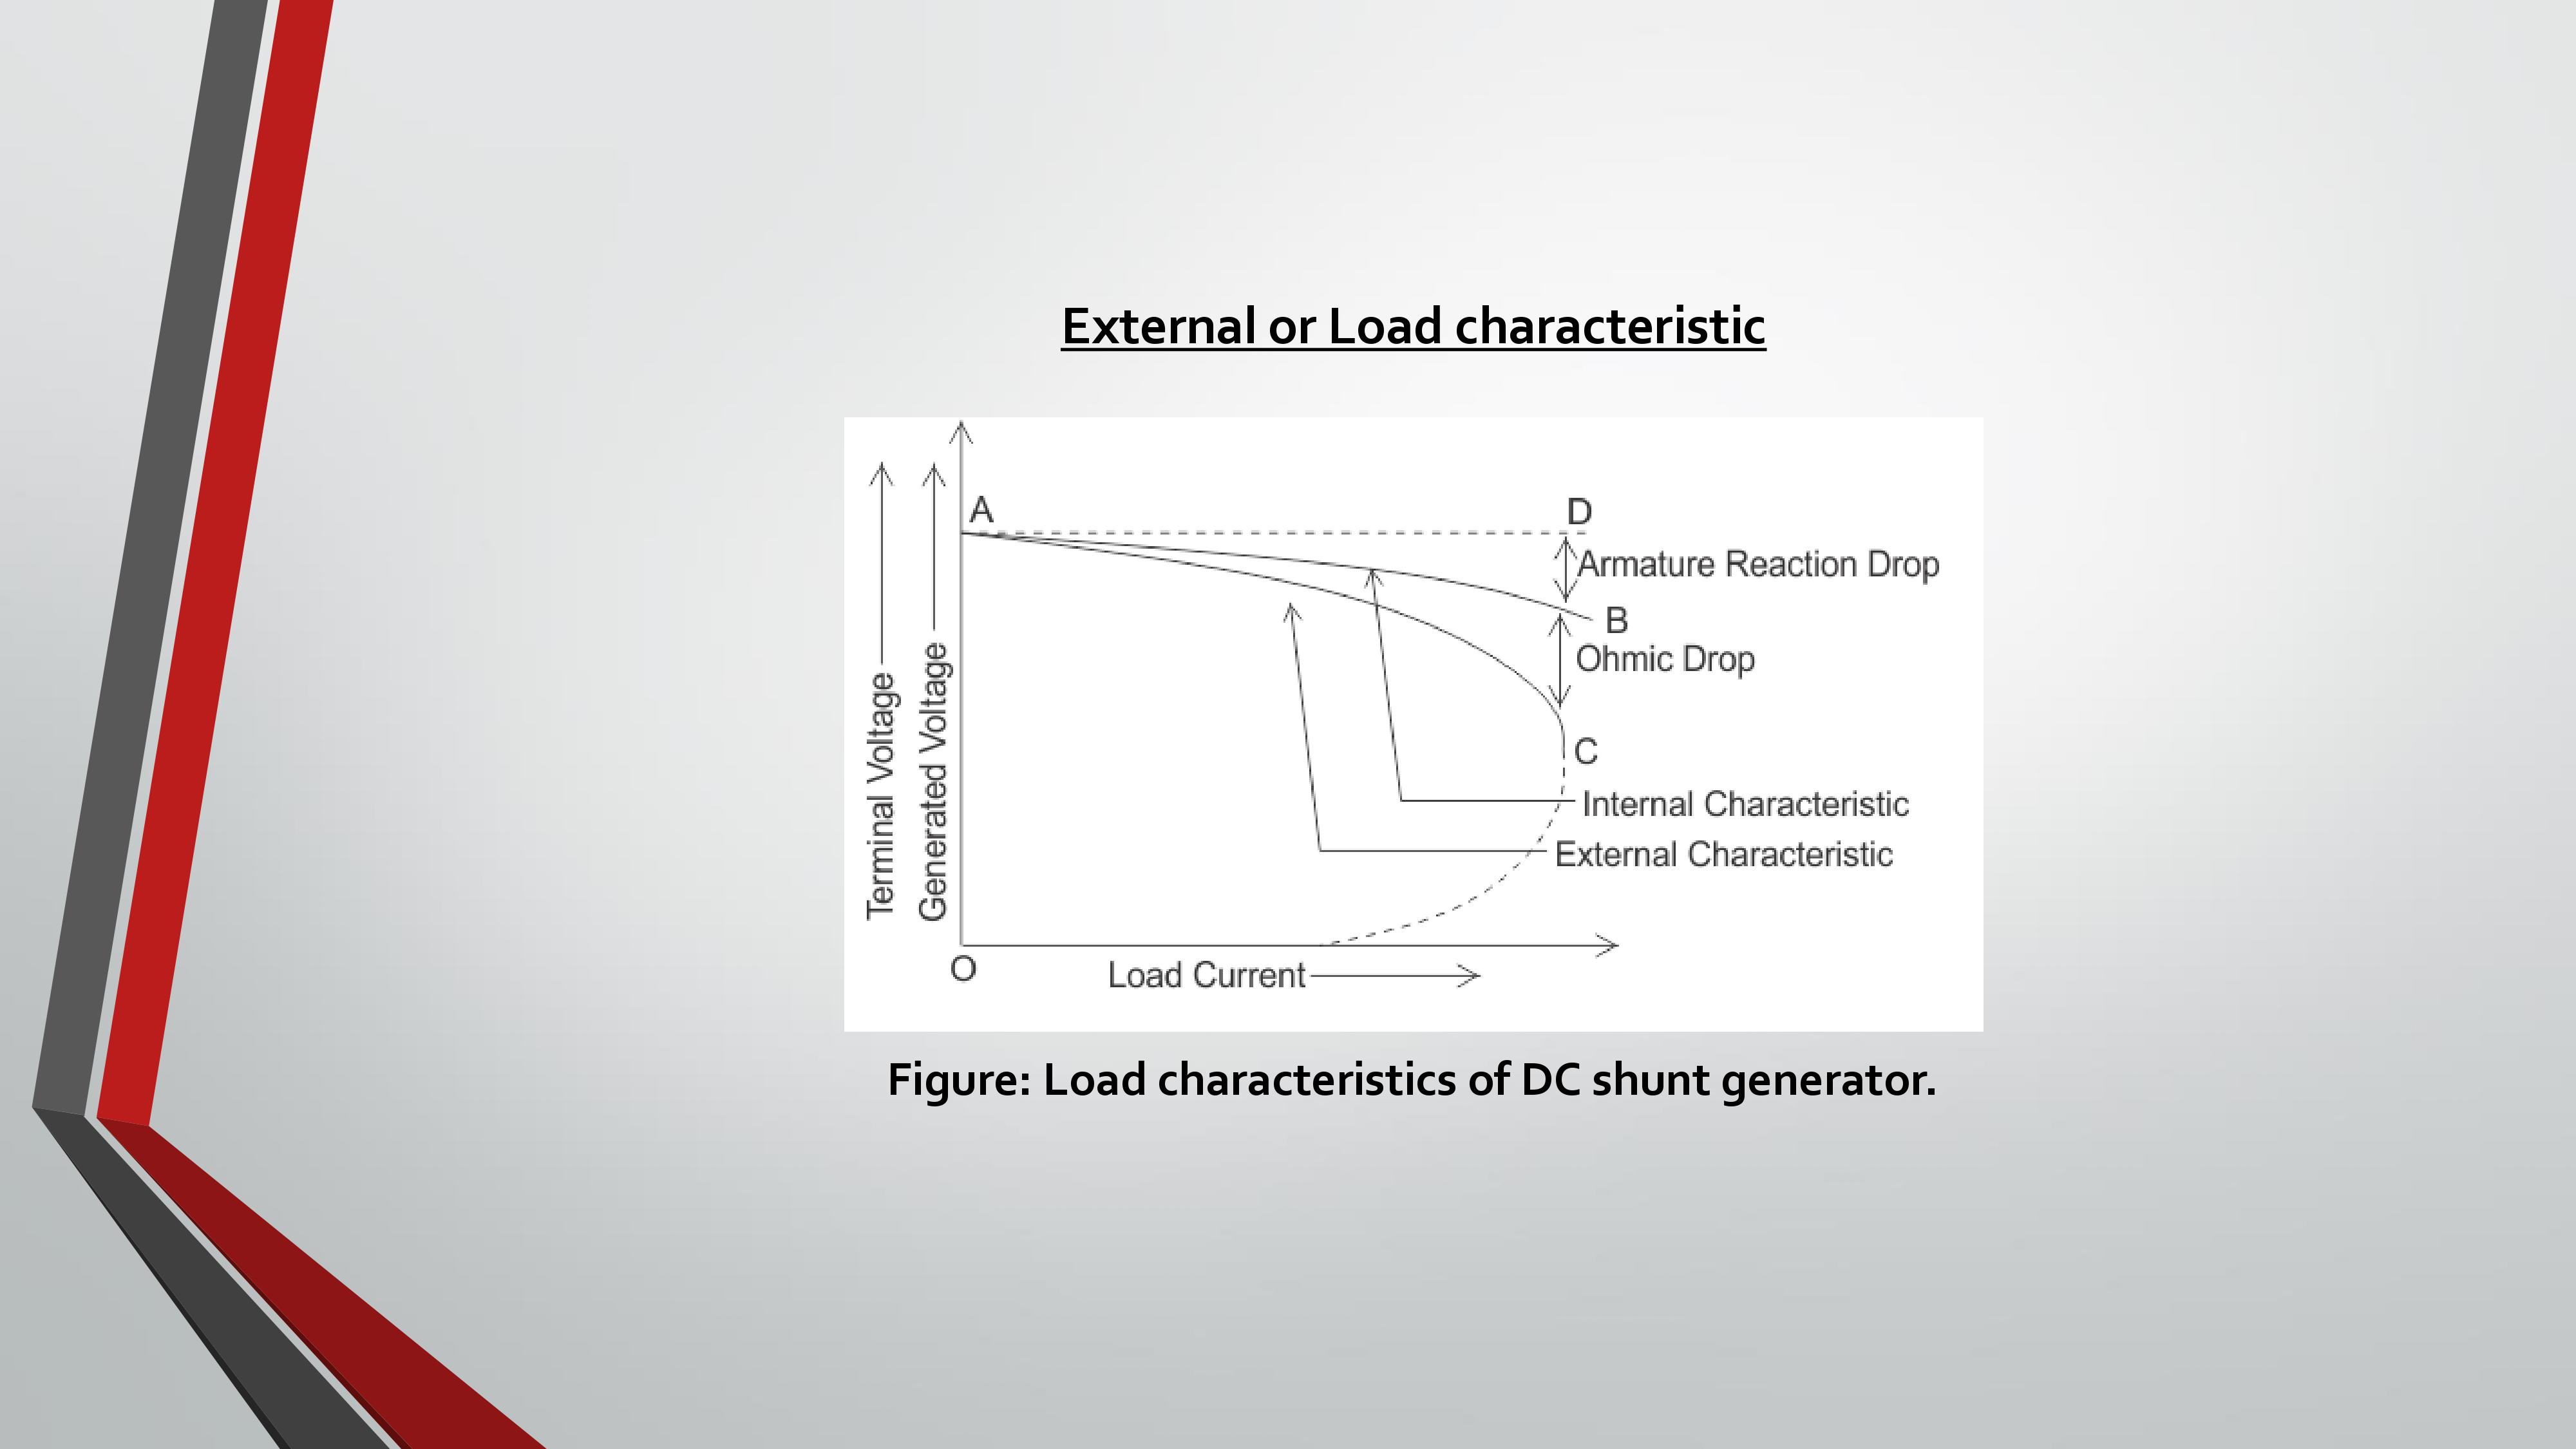 External or Load characteristic
Terminal Voltage
Generated Voltage
A
D
Armature Reaction Drop
B
Ohmic Drop
C
Internal Characteristic
External Characteristic
O
Load Current
Figure: Load characteristics of DC shunt generator.